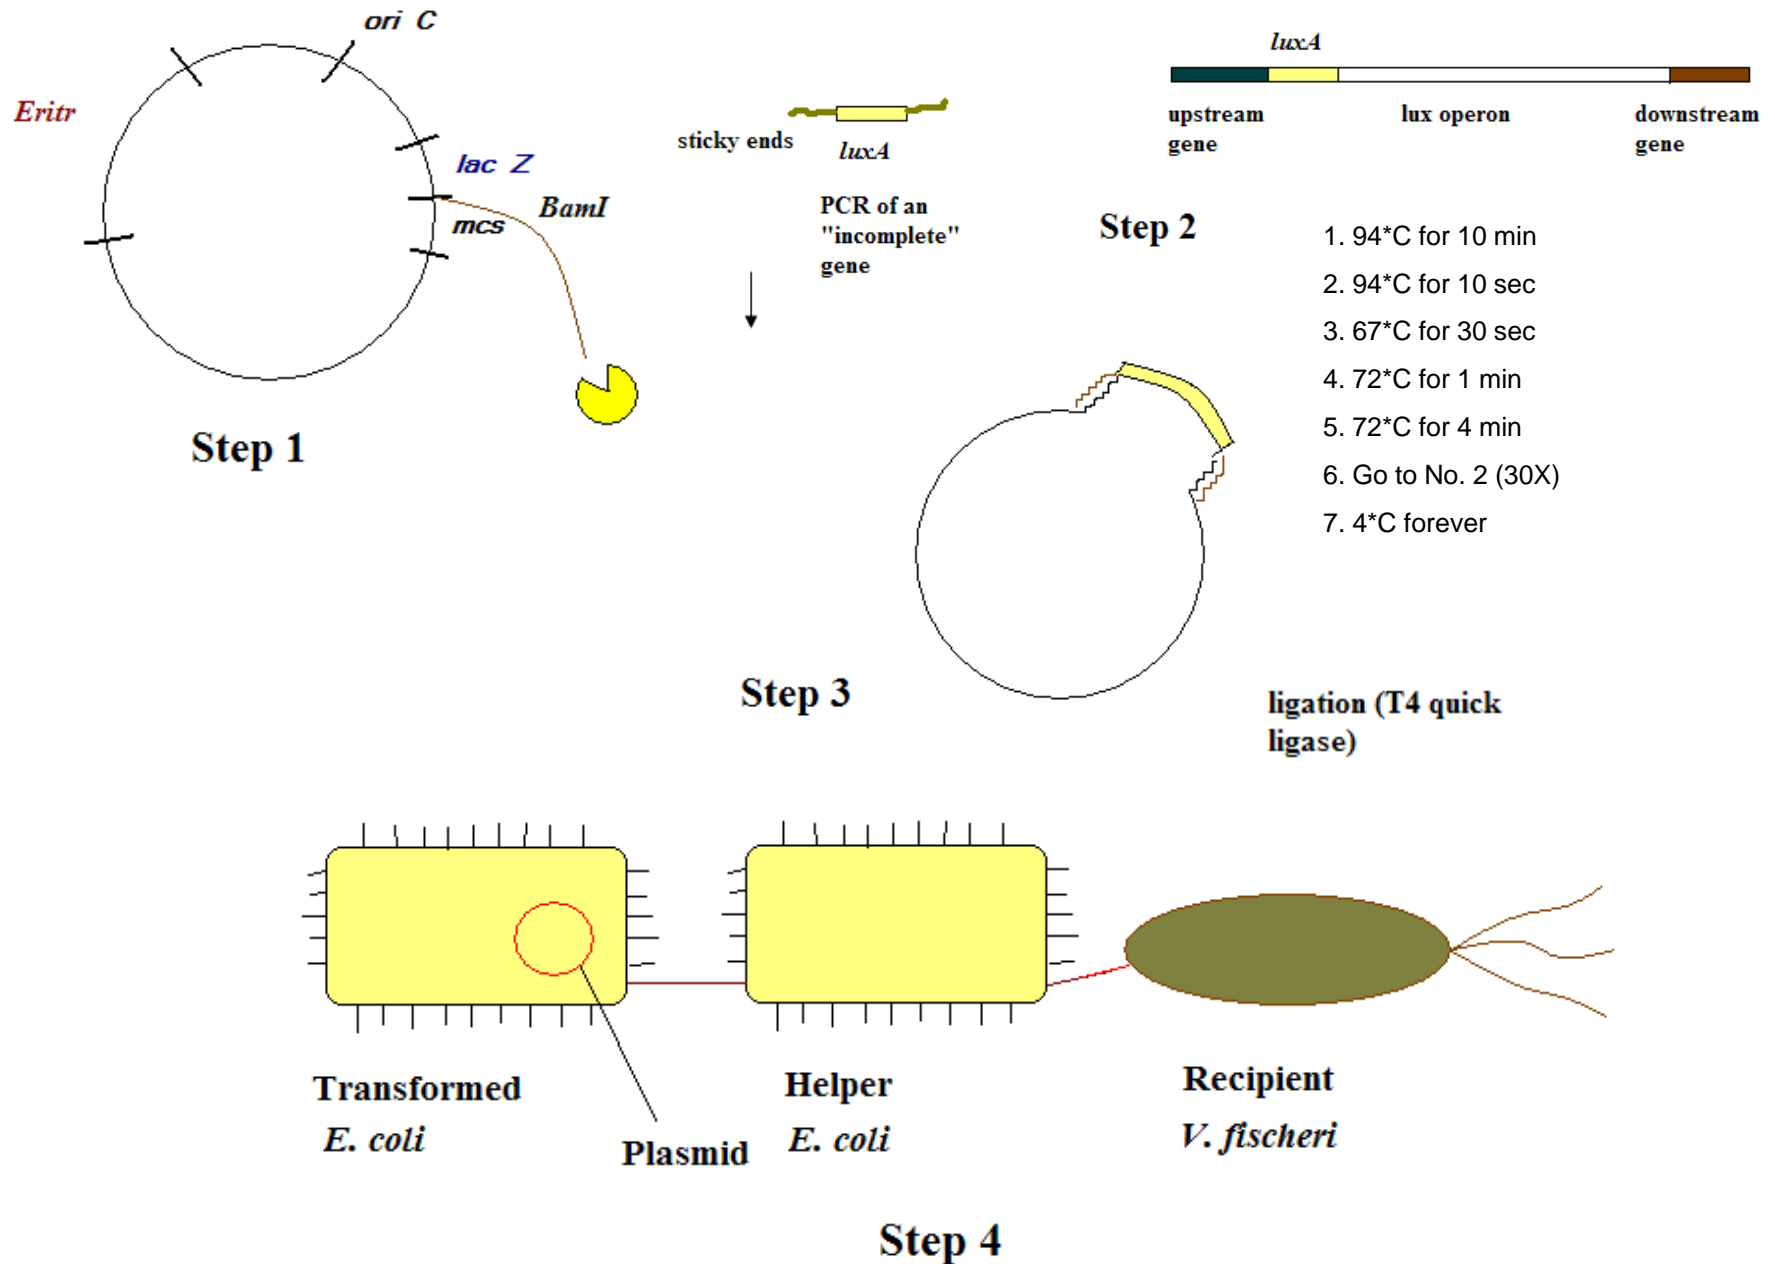 ori C
Eritr
lac Z
mcs
BamI
Step 1
sticky ends
luxA
PCR of an
"incomplete"
gene
luxA
upstream
gene
lux operon
downstream
gene
Step 2
1. 94*C for 10 min
2. 94*C for 10 sec
3. 67*C for 30 sec
4. 72*C for 1 min
5. 72*C for 4 min
6. Go to No. 2 (30X)
7. 4*C forever
Step 3
ligation (T4 quick
ligase)
Transformed
E. coli
Plasmid
Helper
E. coli
Recipient
V. fischeri
Step 4